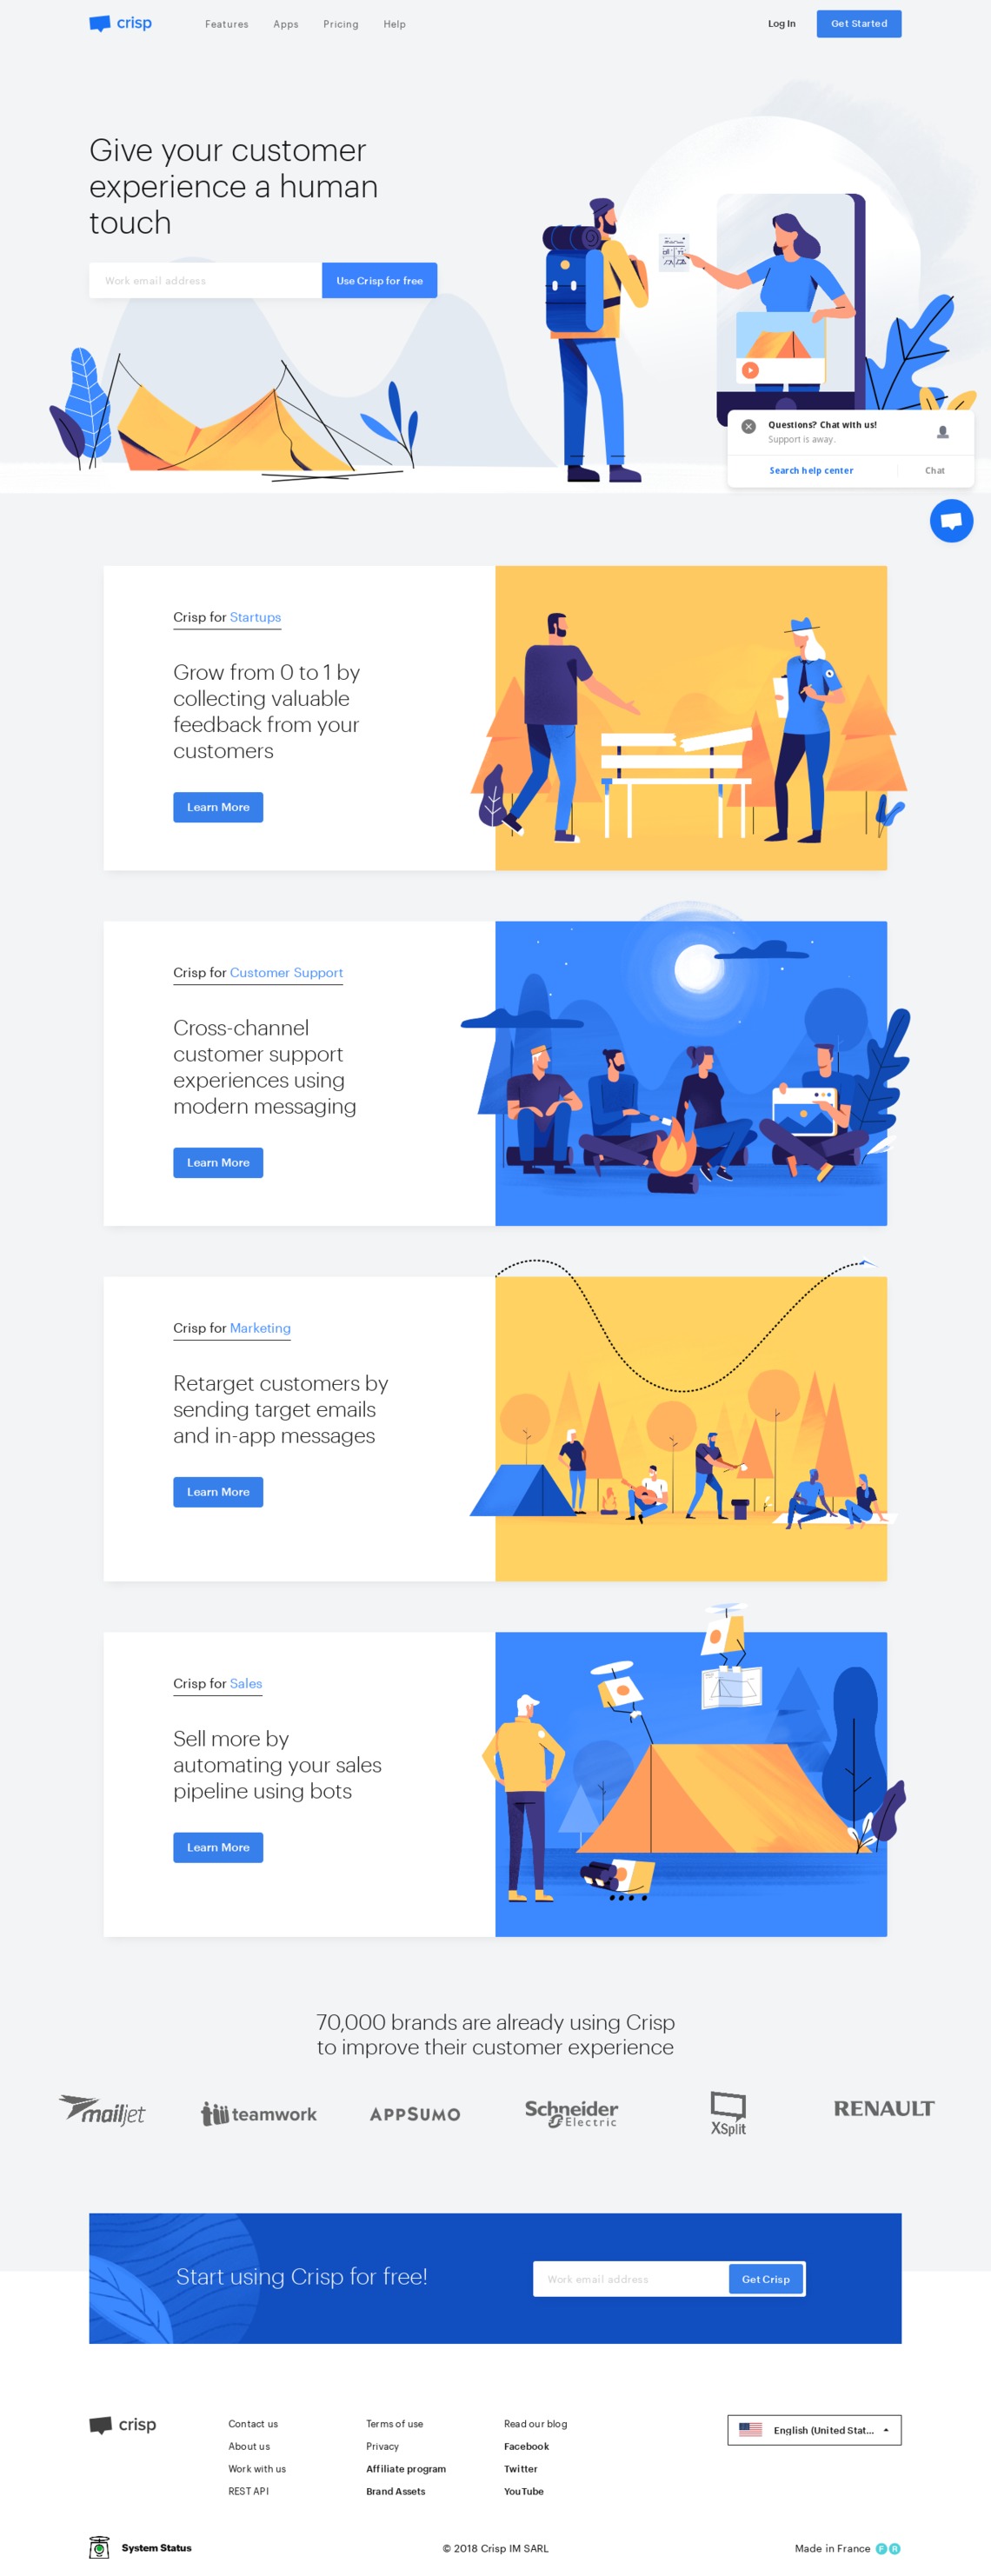 crisp
Features Apps Pricing Help
Log In Get Started
Give your customer
experience a human
touch
Work email address Use Crisp for free
Questions? Chat with us!
Support is away.
Search help center Chat
Crisp for Startups
Grow from 0 to 1 by
collecting valuable
feedback from your
customers
Learn More
Crisp for Customer Support
Cross-channel
customer support
experiences using
modern messaging
Learn More
Crisp for Marketing
Retarget customers by
sending target emails
and in-app messages
Learn More
Crisp for Sales
Sell more by
automating your sales
pipeline using bots
Learn More
70,000 brands are already using Crisp
to improve their customer experience
mailjet teamwork APPSUMO Schneider Electric XSplit RENAULT
Start using Crisp for free!
Work email address Get Crisp
crisp
Contact us Terms of use Read our blog English (United Stat...
About us Privacy Facebook
Work with us Affiliate program Twitter
REST API Brand Assets YouTube
System Status © 2018 Crisp IM SARL Made in France F R